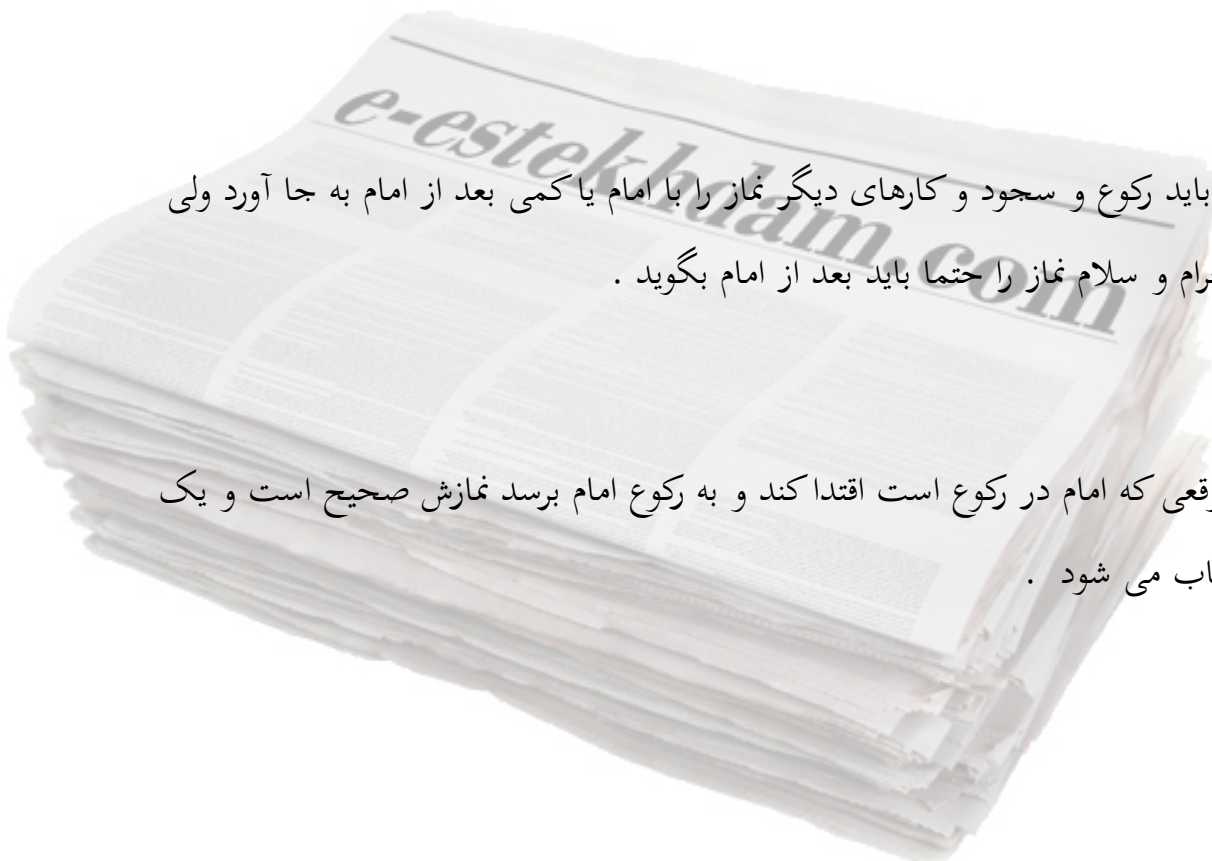 e-estekhdam.com
باید رکوع و سجود و کارهای دیگر نماز را با امام یا کمی بعد از امام به جا آورد ولی
و سلام نماز را حتما باید بعد از امام بگوید .
که امام در رکوع است اقتدا کند و به رکوع امام برسد نمازش صحیح است و یک
می شود .